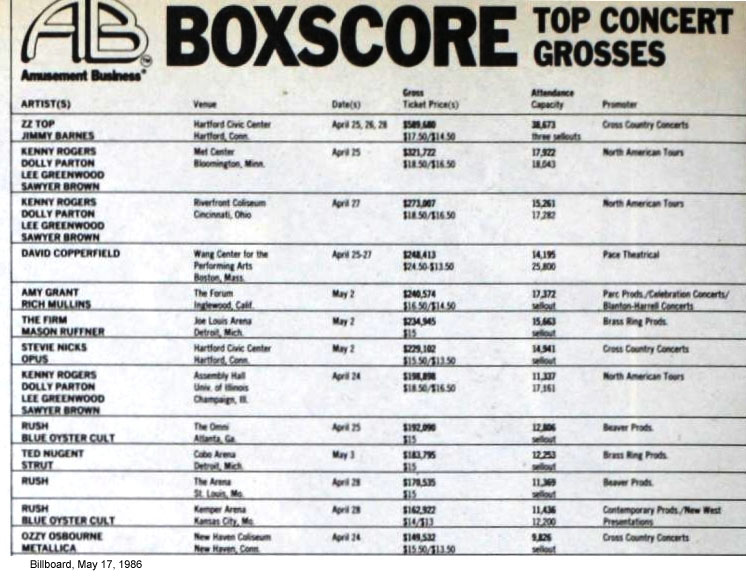 AB
Amusement Business
BOXSCORE TOP CONCERT
GROSSES
ARTIST(S) Venue Date(s) Gross Ticket Price(s) Attendance Capacity Promoter
ZZ TOP Hartford Civic Center April 25, 26, 28 $589,680 38,673 Cross Country Concerts
JIMMY BARNES Hartford, Conn. $17.50/$14.50 three sellouts
KENNY ROGERS Met Center April 25 $321,722 17,922 North American Tours
DOLLY PARTON Bloomington, Minn. $18.50/$16.50 18,043
LEE GREENWOOD
SAWYER BROWN
KENNY ROGERS Riverfront Coliseum April 27 $273,007 15,261 North American Tours
DOLLY PARTON Cincinnati, Ohio $18.50/$16.50 17,282
LEE GREENWOOD
SAWYER BROWN
DAVID COPPERFIELD Wang Center for the April 25-27 $248,413 14,195 Pace Theatrical
Performing Arts $24.50-$13.50 25,800
Boston, Mass.
AMY GRANT The Forum May 2 $240,574 17,372 Parc Prods./Celebration Concerts/
RICH MULLINS Inglewood, Calif. $16.50/$14.50 sellout Blanton-Harrell Concerts
THE FIRM Joe Louis Arena May 2 $234,945 15,663 Brass Ring Prods.
MASON RUFFNER Detroit, Mich. $15 sellout
STEVIE NICKS Hartford Civic Center May 2 $229,102 14,941 Cross Country Concerts
OPUS Hartford, Conn. $15.50/$13.50 sellout
KENNY ROGERS Assembly Hall April 24 $198,898 11,337 North American Tours
DOLLY PARTON Univ. of Illinois $18.50/$16.50 17,161
LEE GREENWOOD Champaign, Ill.
SAWYER BROWN
RUSH The Omni April 25 $192,090 12,806 Beaver Prods.
BLUE OYSTER CULT Atlanta, Ga. $15 sellout
TED NUGENT Cobo Arena May 3 $183,795 12,253 Brass Ring Prods.
STRUT Detroit, Mich. $15 sellout
RUSH The Arena April 28 $170,535 11,369 Beaver Prods.
St. Louis, Mo. $15 sellout
RUSH Kemper Arena April 28 $162,922 11,436 Contemporary Prods./New West
BLUE OYSTER CULT Kansas City, Mo. $14/$13 12,200 Presentations
OZZY OSBOURNE New Haven Coliseum April 24 $149,532 9,826 Cross Country Concerts
METALLICA New Haven, Conn. $15.50/$13.50 sellout
Billboard, May 17, 1986